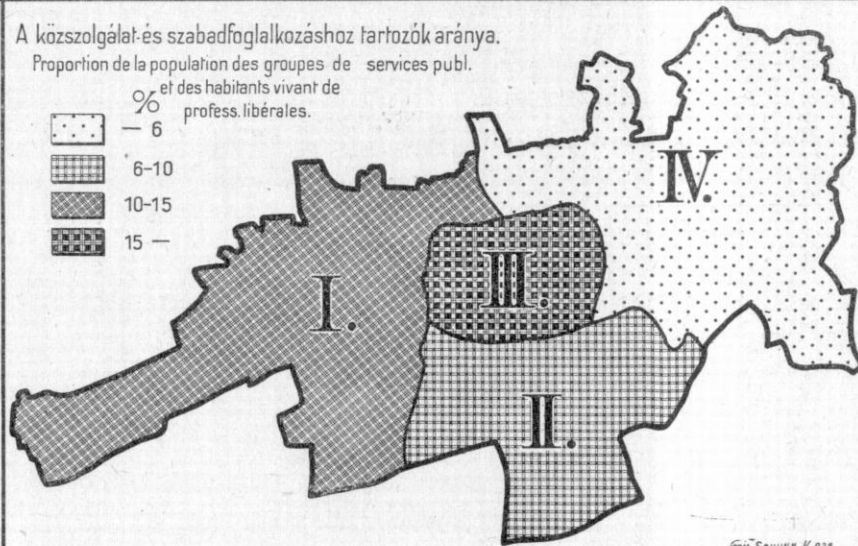 A közszolgálat és szabadfoglalkozáshoz tartozók aránya.
Proportion de la population des groupes de services publ.
et des habitants vivant de
profess. libérales.
%
— 6
6-10
10-15
15 —
I.
II.
III.
IV.